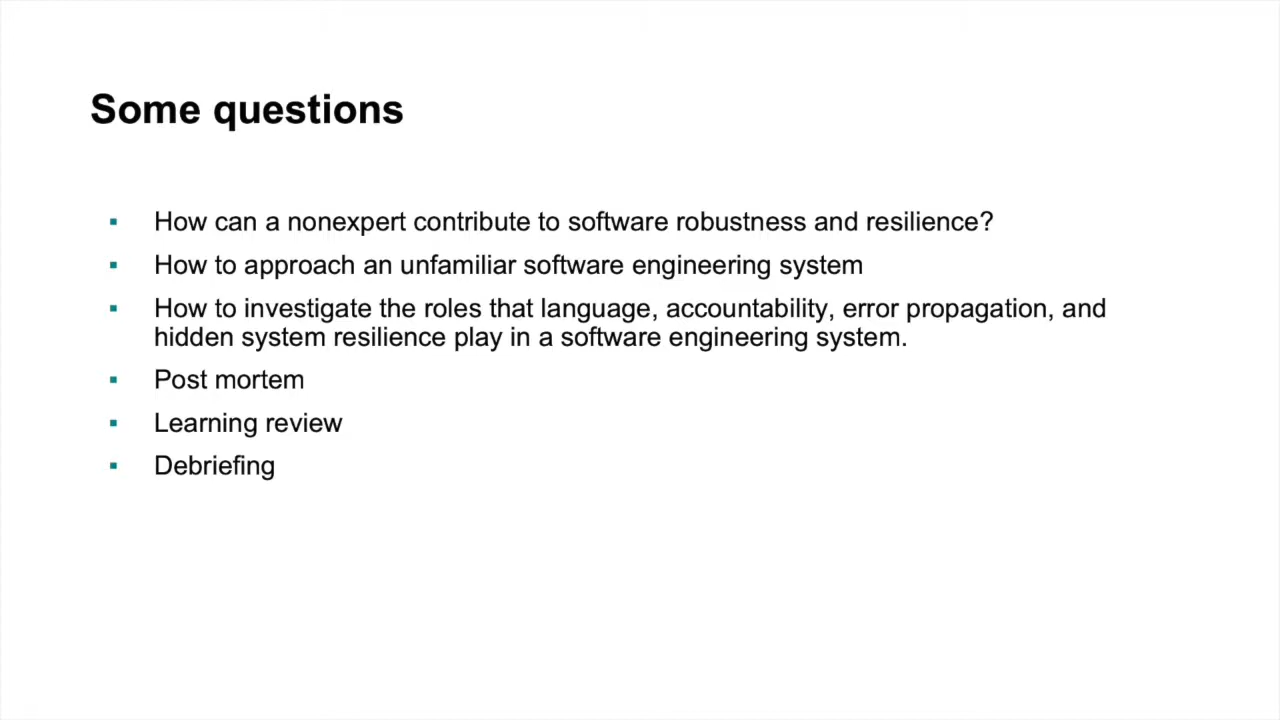 Some questions
▪ How can a nonexpert contribute to software robustness and resilience?
▪ How to approach an unfamiliar software engineering system
▪ How to investigate the roles that language, accountability, error propagation, and
hidden system resilience play in a software engineering system.
▪ Post mortem
▪ Learning review
▪ Debriefing